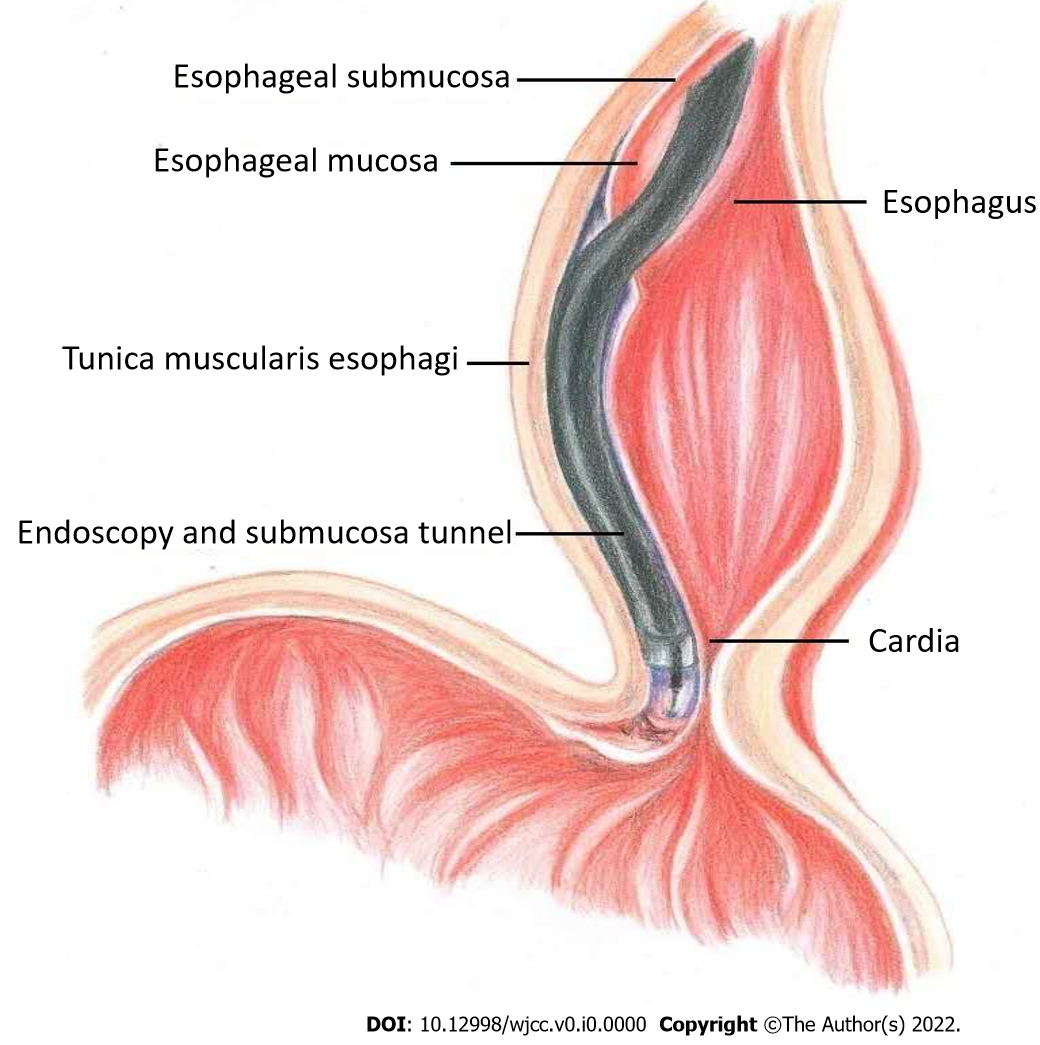 Esophageal submucosa
Esophageal mucosa
Esophagus
Tunica muscularis esophagi
Endoscopy and submucosa tunnel
Cardia
DOI: 10.12998/wjcc.v0.i0.0000 Copyright ©The Author(s) 2022.